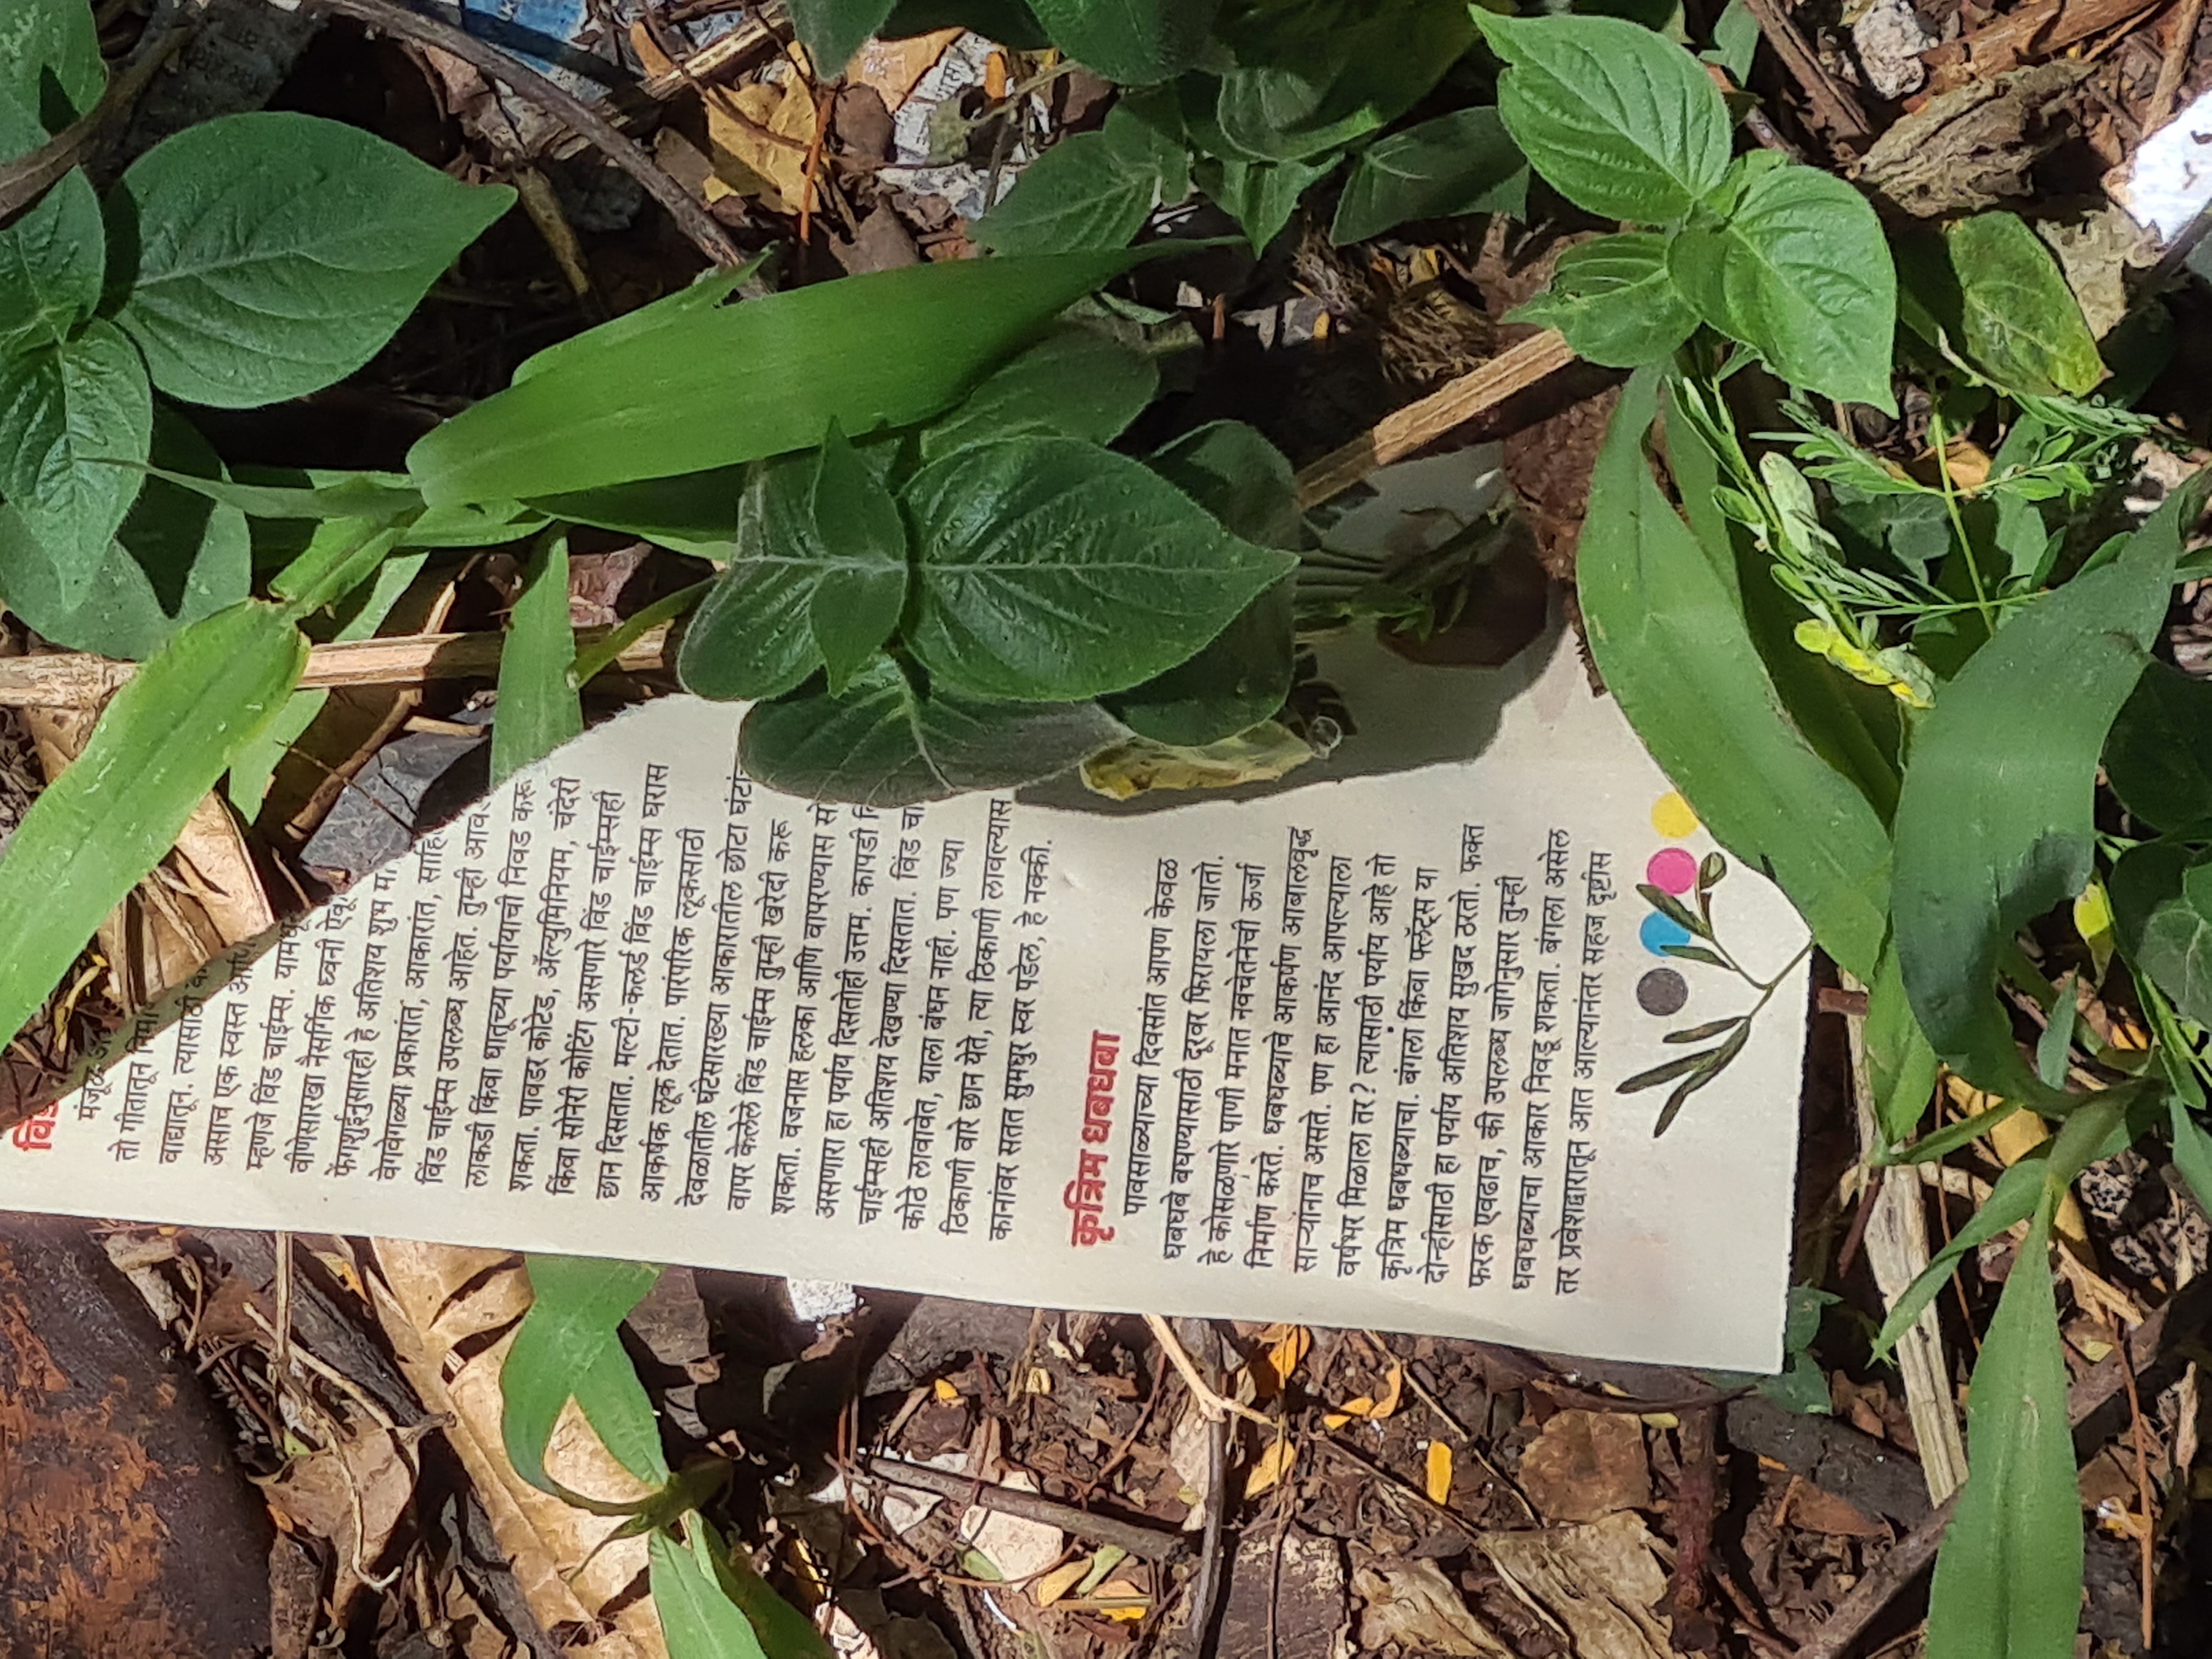 तो गीतातून
वाद्यातून. त्यासाठी
असाच एक स्वस्त आणि
म्हणजे विंड चाईम्स. यामधून
वीणेसारखा नैसर्गिक ध्वनी
फेंगशुईनुसारही हे अतिशय शुभ
वेगवेगळ्या प्रकारांत, आकारांत,
विंड चाईम्स उपलब्ध आहेत. तुम्ही
लाकडी किंवा धातूच्या पर्यायाची निवड करू
शकता. पावडर कोटेड, ॲल्युमिनियम, चंदेरी
किंवा सोनेरी कोटिंग असणारे विंड चाईम्सही
छान दिसतात. मल्टी-कलर्ड विंड चाईम्स घरास
आकर्षक लूक देतात. पारंपरिक लूकसाठी
देवळातील घंटेसारख्या आकारातील छोटा
वापर केलेले विंड चाईम्स तुम्ही खरेदी करू
शकता. वजनास हलका आणि वापरण्यास
असणारा हा पर्याय दिसतोही उत्तम. कापडी
चाईम्सही अतिशय देखण्या दिसतात. विंड
कोठे लावावेत, याला बंधन नाही. पण ज्या
ठिकाणी वारे छान येते, त्या ठिकाणी लावल्यास
कानांवर सतत सुमधुर स्वर पडेल, हे नक्की.
कृत्रिम धबधबा
पावसाळ्याच्या दिवसांत आपण केवळ
धबधबे बघण्यासाठी दूरवर फिरायला जातो.
हे कोसळणारे पाणी मनात नवचेतनेची ऊर्जा
निर्माण करते. धबधब्याचे आकर्षण आबालवृद्ध
साऱ्यांनाच असते. पण हा आनंद आपल्याला
वर्षभर मिळाला तर? त्यासाठी पर्याय आहे तो
कृत्रिम धबधब्याचा. बंगला किंवा फ्लॅट्स या
दोन्हीसाठी हा पर्याय अतिशय सुखद ठरतो. फक्त
फरक एवढाच, की उपलब्ध जागेनुसार तुम्ही
धबधब्याचा आकार निवडू शकता. बंगला असेल
तर प्रवेशद्वारातून आत आल्यानंतर सहज दृष्टीस